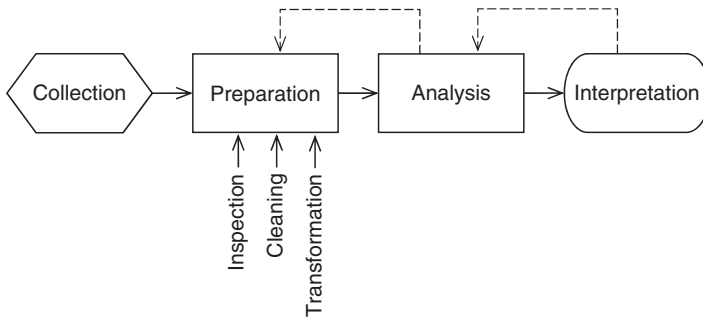 Collection
Preparation
Analysis
Interpretation
Inspection
Cleaning
Transformation